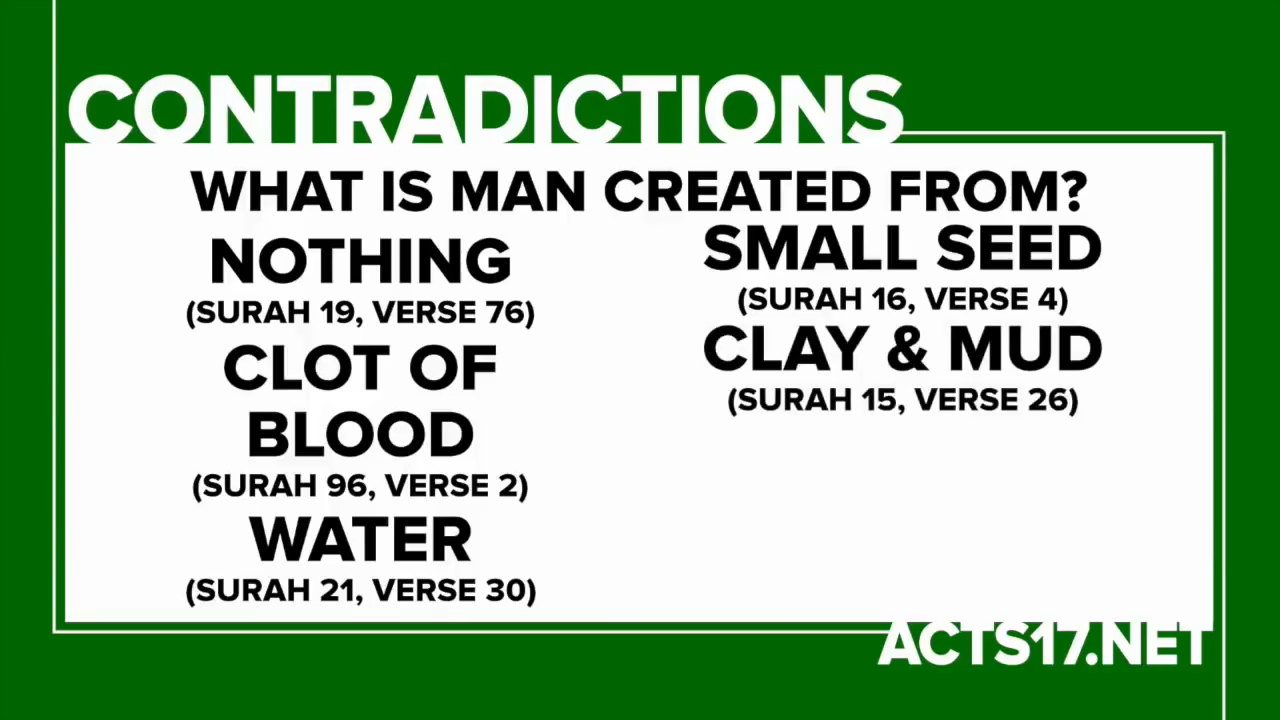 CONTRADICTIONS
WHAT IS MAN CREATED FROM?
NOTHING
(SURAH 19, VERSE 76)
CLOT OF
BLOOD
(SURAH 96, VERSE 2)
WATER
(SURAH 21, VERSE 30)
SMALL SEED
(SURAH 16, VERSE 4)
CLAY & MUD
(SURAH 15, VERSE 26)
ACTS17.NET